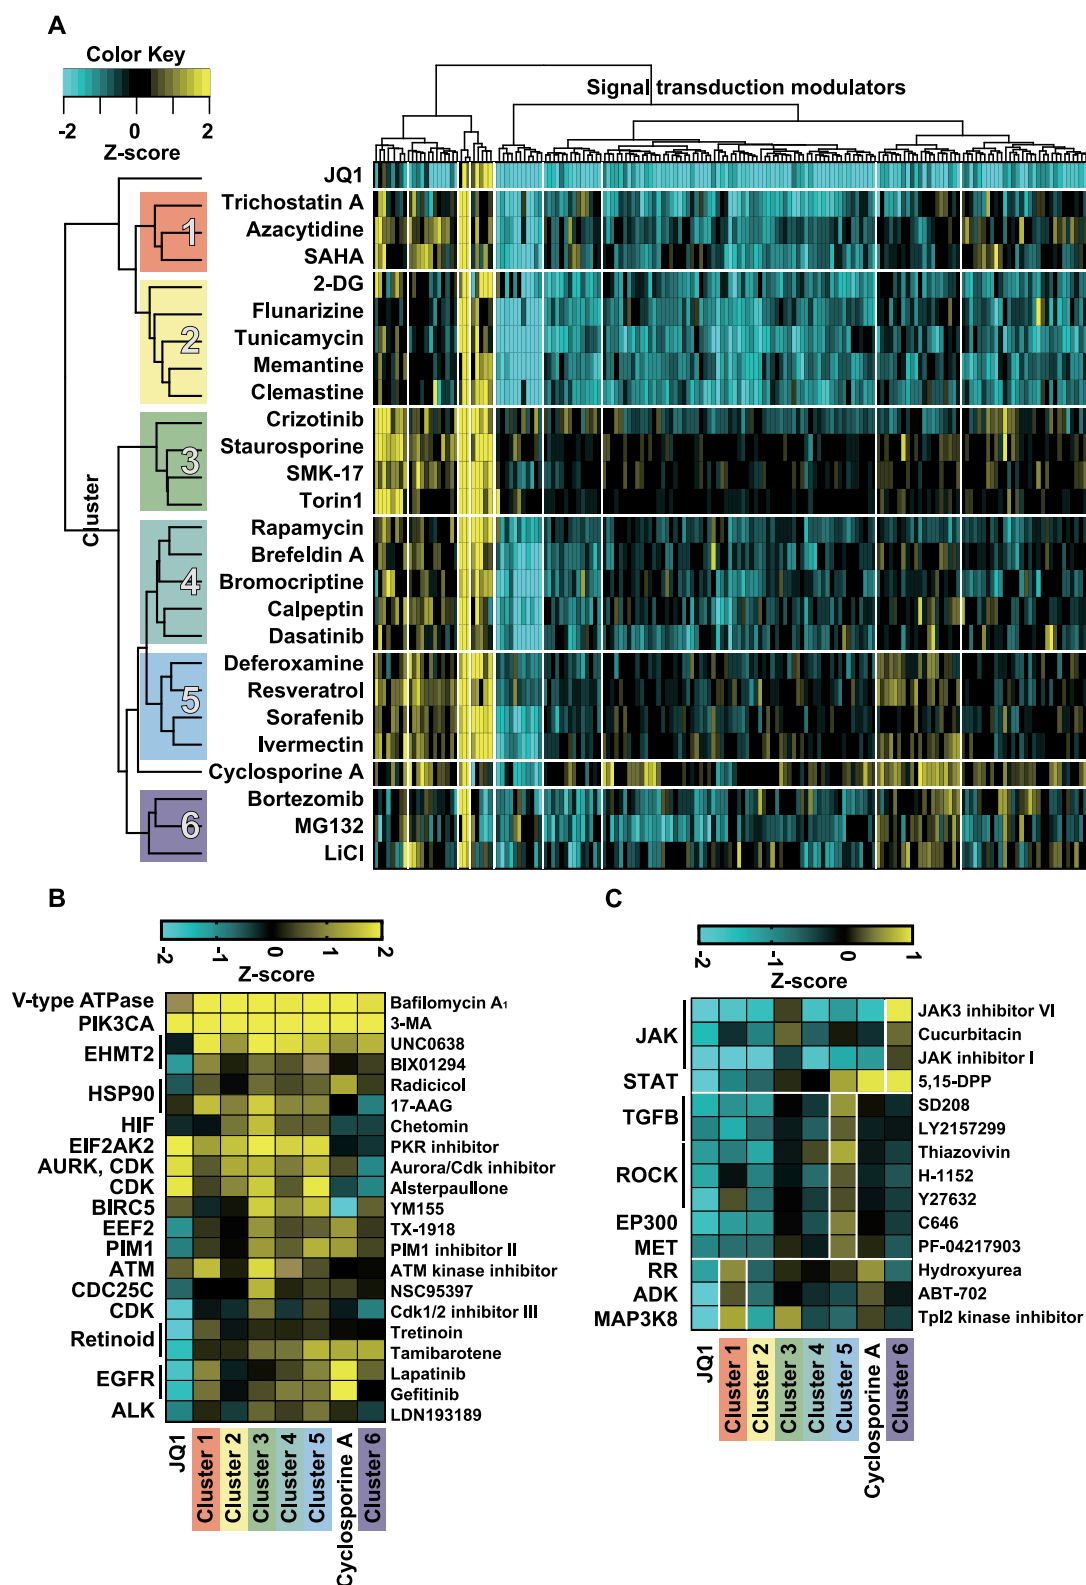 A
Color Key
-2 0 2
Z-score
Signal transduction modulators
Cluster
JQ1
Trichostatin A
1
Azacytidine
SAHA
2-DG
Flunarizine
2
Tunicamycin
Memantine
Clemastine
Crizotinib
Staurosporine
3
SMK-17
Torin1
Rapamycin
Brefeldin A
4
Bromocriptine
Calpeptin
Dasatinib
Deferoxamine
5
Resveratrol
Sorafenib
Ivermectin
Cyclosporine A
Bortezomib
6
MG132
LiCl
B
-2 -1 0 1 2
Z-score
V-type ATPase Bafilomycin A1
PIK3CA 3-MA
EHMT2 UNC0638
BIX01294
HSP90 Radicicol
17-AAG
HIF Chetomin
EIF2AK2 PKR inhibitor
AURK, CDK Aurora/Cdk inhibitor
CDK Alsterpaullone
BIRC5 YM155
EEF2 TX-1918
PIM1 PIM1 inhibitor II
ATM ATM kinase inhibitor
CDC25C NSC95397
CDK Cdk1/2 inhibitor III
Retinoid Tretinoin
Tamibarotene
EGFR Lapatinib
Gefitinib
ALK LDN193189
JQ1
Cluster 1
Cluster 2
Cluster 3
Cluster 4
Cluster 5
Cyclosporine A
Cluster 6
C
-2 -1 0 1
Z-score
JAK JAK3 inhibitor VI
Cucurbitacin
JAK inhibitor I
STAT 5,15-DPP
TGFB SD208
LY2157299
ROCK Thiazovivin
H-1152
Y27632
EP300 C646
MET PF-04217903
RR Hydroxyurea
ADK ABT-702
MAP3K8 Tpl2 kinase inhibitor
JQ1
Cluster 1
Cluster 2
Cluster 3
Cluster 4
Cluster 5
Cyclosporine A
Cluster 6